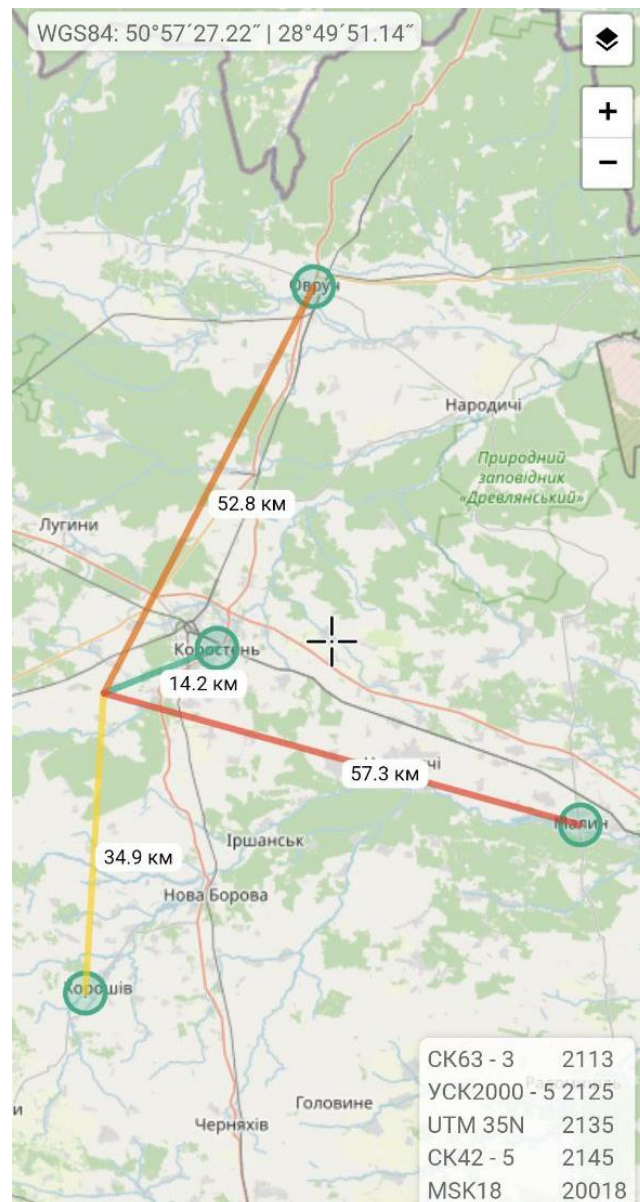 WGS84: 50°57´27.22˝ | 28°49´51.14˝
+
−
Овруч
Народичі
Природний
заповідник
«Древлянський»
52.8 км
Лугини
Коростень
14.2 км
чі
57.3 км
Малин
Іршанськ
34.9 км
Нова Борова
Хорошів
СК63 - 3 2113
УСК2000 - 5 2125
UTM 35N 2135
СК42 - 5 2145
MSK18 20018
и
Головине
Черняхів